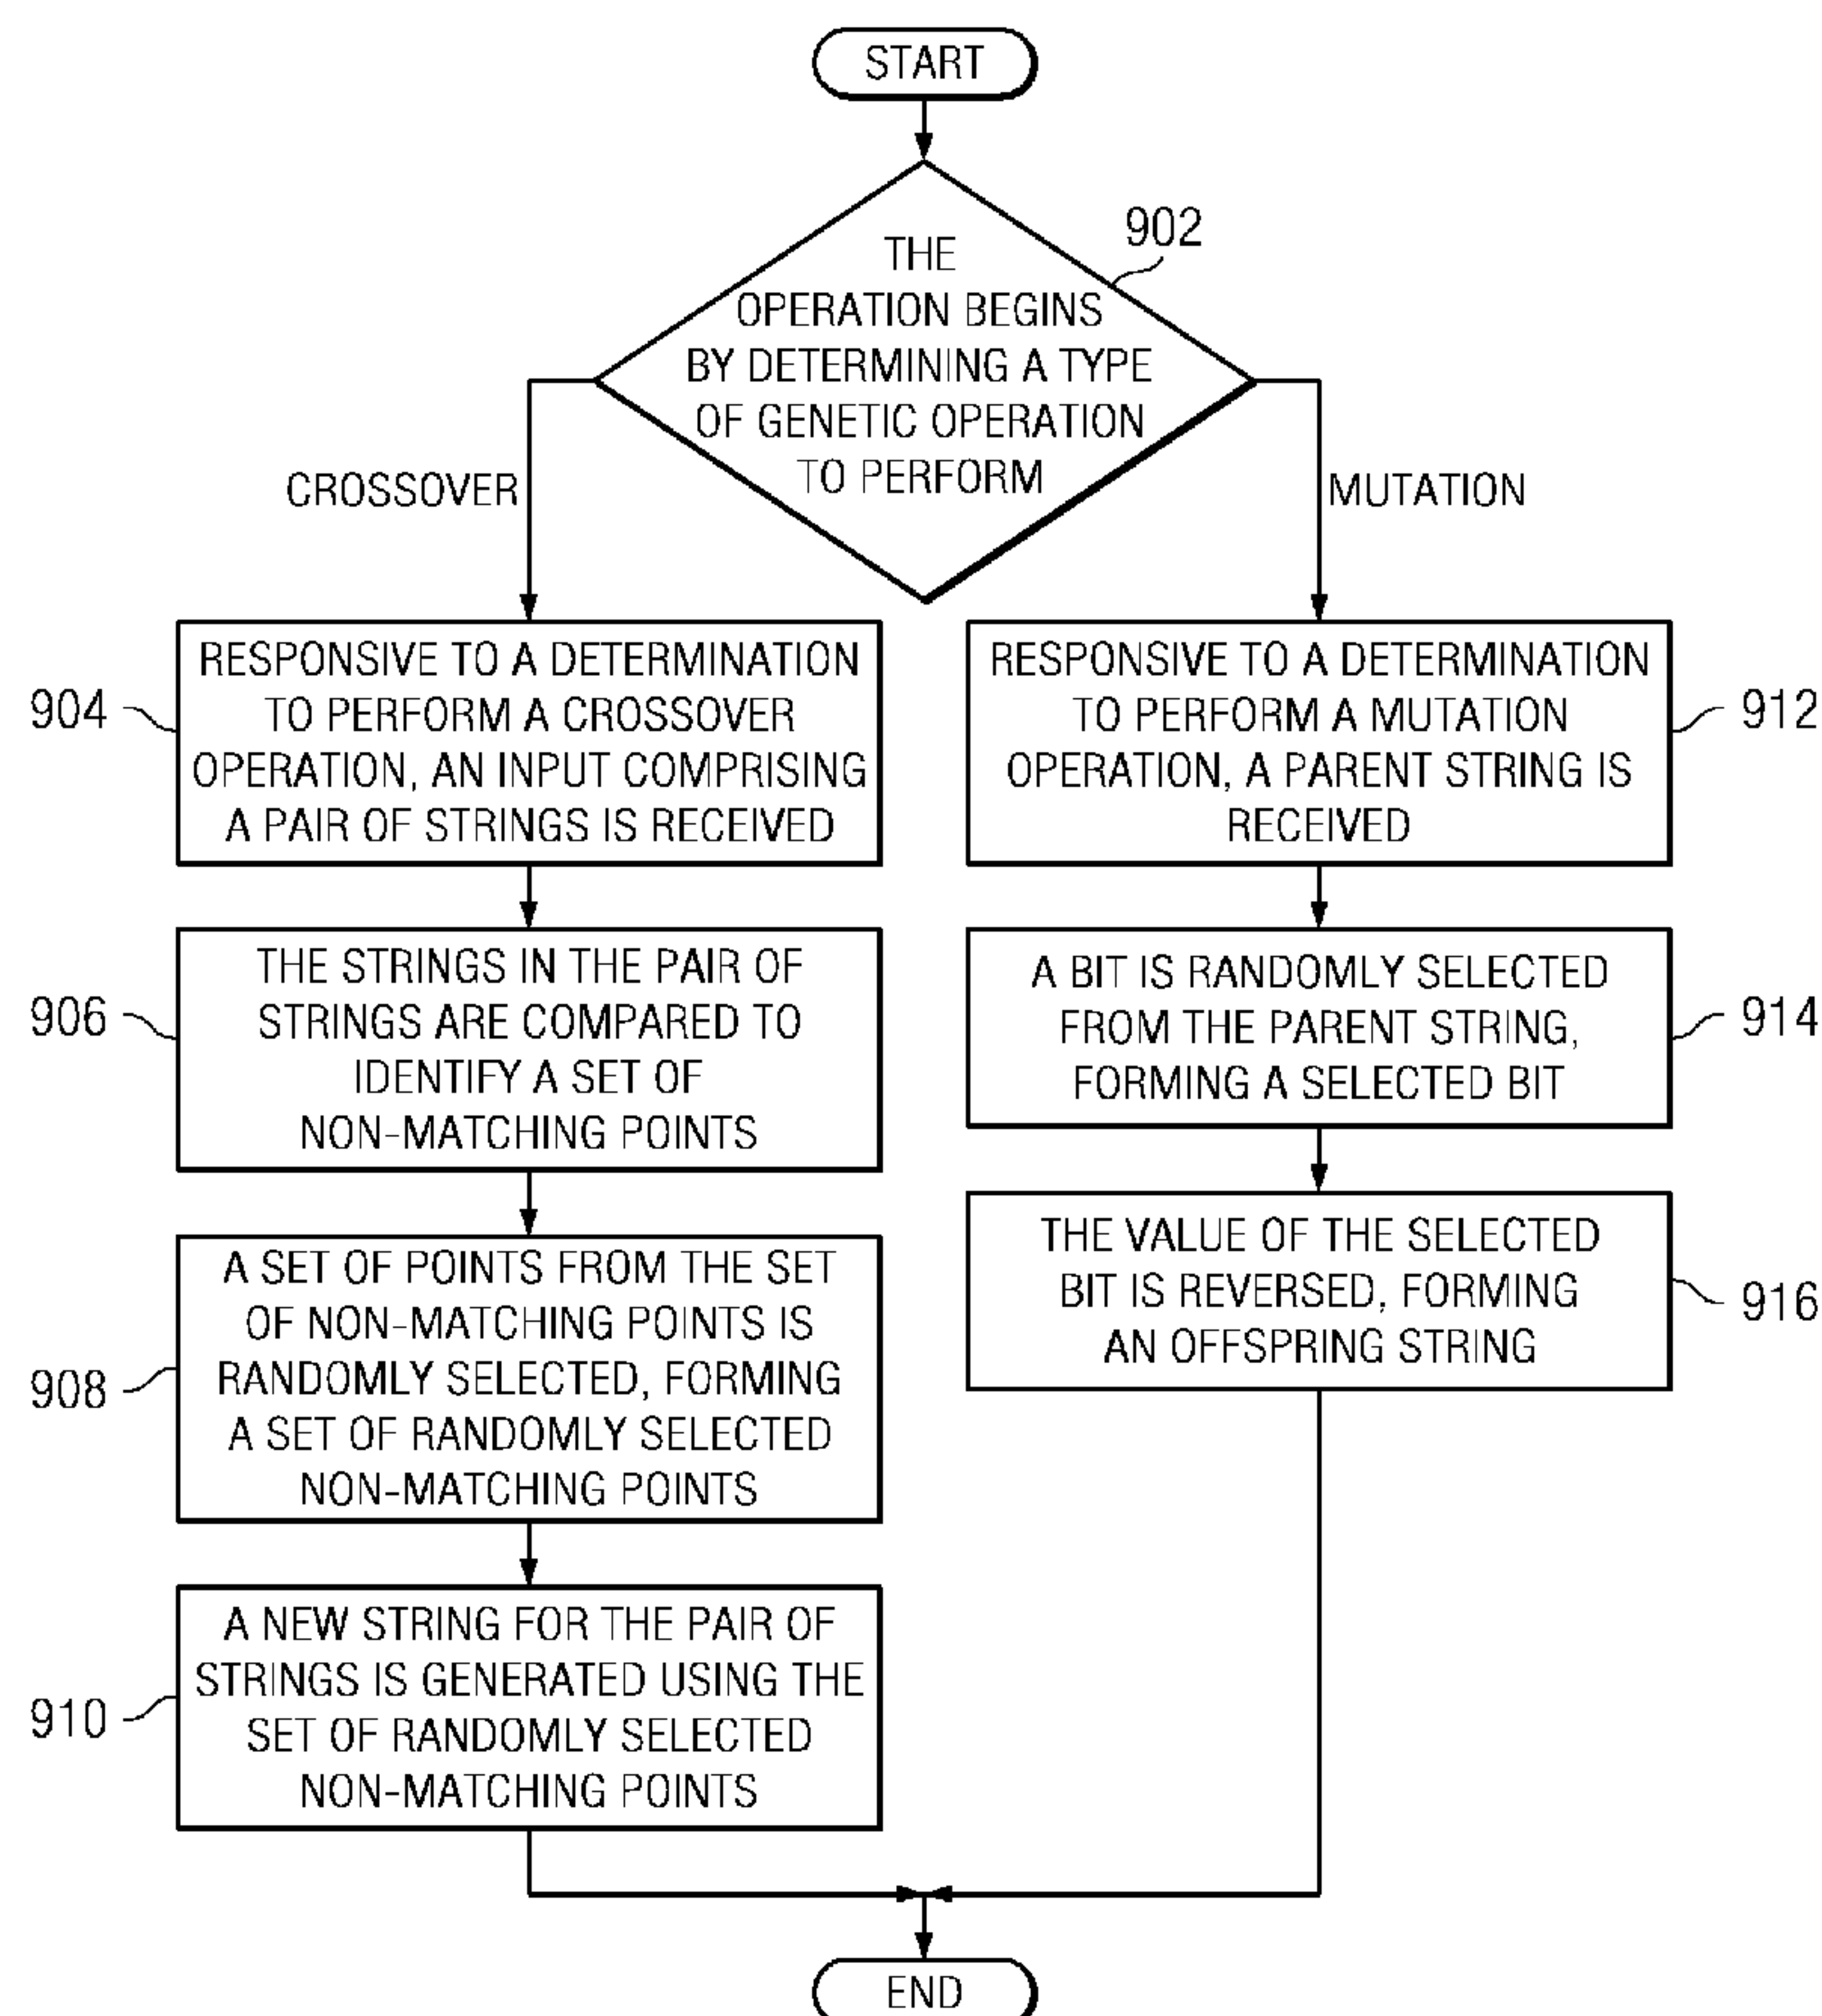 START
902
THE
OPERATION BEGINS
BY DETERMINING A TYPE
OF GENETIC OPERATION
TO PERFORM
CROSSOVER
MUTATION
904
RESPONSIVE TO A DETERMINATION
TO PERFORM A CROSSOVER
OPERATION, AN INPUT COMPRISING
A PAIR OF STRINGS IS RECEIVED
906
THE STRINGS IN THE PAIR OF
STRINGS ARE COMPARED TO
IDENTIFY A SET OF
NON-MATCHING POINTS
908
A SET OF POINTS FROM THE SET
OF NON-MATCHING POINTS IS
RANDOMLY SELECTED, FORMING
A SET OF RANDOMLY SELECTED
NON-MATCHING POINTS
910
A NEW STRING FOR THE PAIR OF
STRINGS IS GENERATED USING THE
SET OF RANDOMLY SELECTED
NON-MATCHING POINTS
RESPONSIVE TO A DETERMINATION
TO PERFORM A MUTATION
OPERATION, A PARENT STRING IS
RECEIVED
912
A BIT IS RANDOMLY SELECTED
FROM THE PARENT STRING,
FORMING A SELECTED BIT
914
THE VALUE OF THE SELECTED
BIT IS REVERSED, FORMING
AN OFFSPRING STRING
916
END